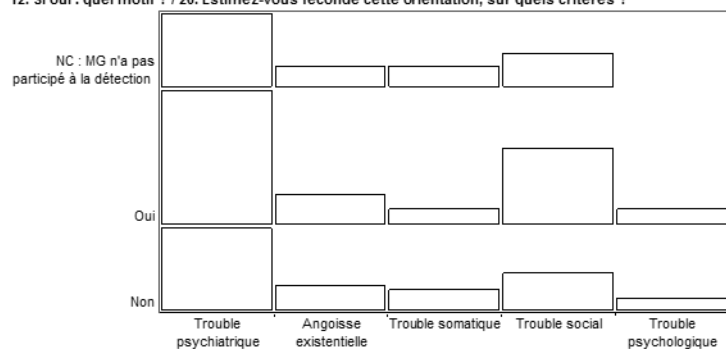 12. Si oui : quel motif ? / 20. Estimez-vous féconde cette orientation, sur quels critères ?
NC : MG n'a pas
participé à la détection
Oui
Non
Trouble
psychiatrique
Angoisse
existentielle
Trouble somatique
Trouble social
Trouble
psychologique